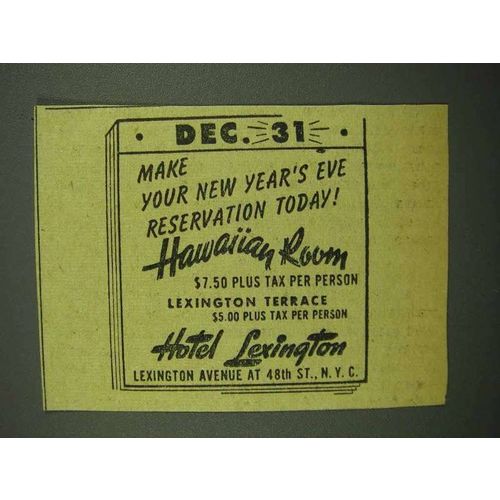 • DEC. 31 •
MAKE
YOUR NEW YEAR'S EVE
RESERVATION TODAY!
Hawaiian Room
$7.50 PLUS TAX PER PERSON
LEXINGTON TERRACE
$5.00 PLUS TAX PER PERSON
Hotel Lexington
LEXINGTON AVENUE AT 48th ST., N.Y.C.